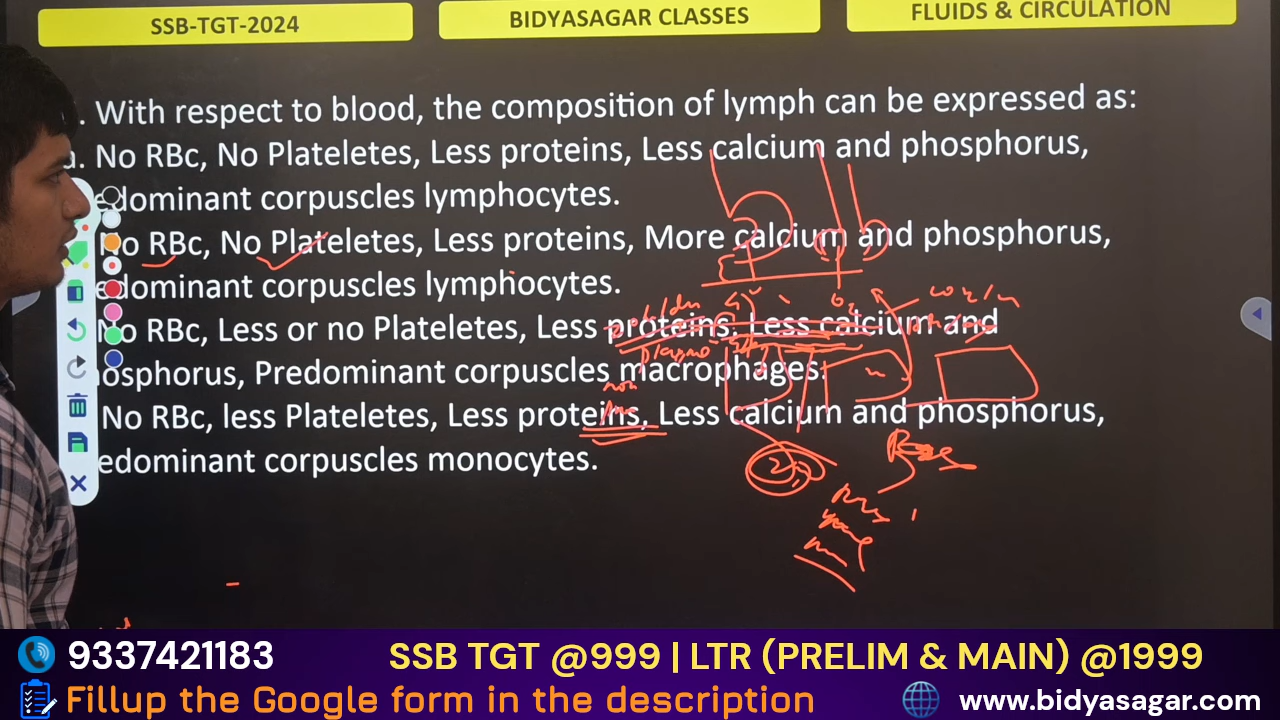 SSB-TGT-2024
BIDYASAGAR CLASSES
FLUIDS & CIRCULATION
. With respect to blood, the composition of lymph can be expressed as:
a. No RBc, No Plateletes, Less proteins, Less calcium and phosphorus,
edominant corpuscles lymphocytes.
No RBc, No Plateletes, Less proteins, More calcium and phosphorus,
edominant corpuscles lymphocytes.
No RBc, Less or no Plateletes, Less proteins, Less calcium and
hosphorus, Predominant corpuscles macrophages.
No RBc, less Plateletes, Less proteins, Less calcium and phosphorus,
edominant corpuscles monocytes.
9337421183
SSB TGT @999 | LTR (PRELIM & MAIN) @1999
Fillup the Google form in the description
www.bidyasagar.com